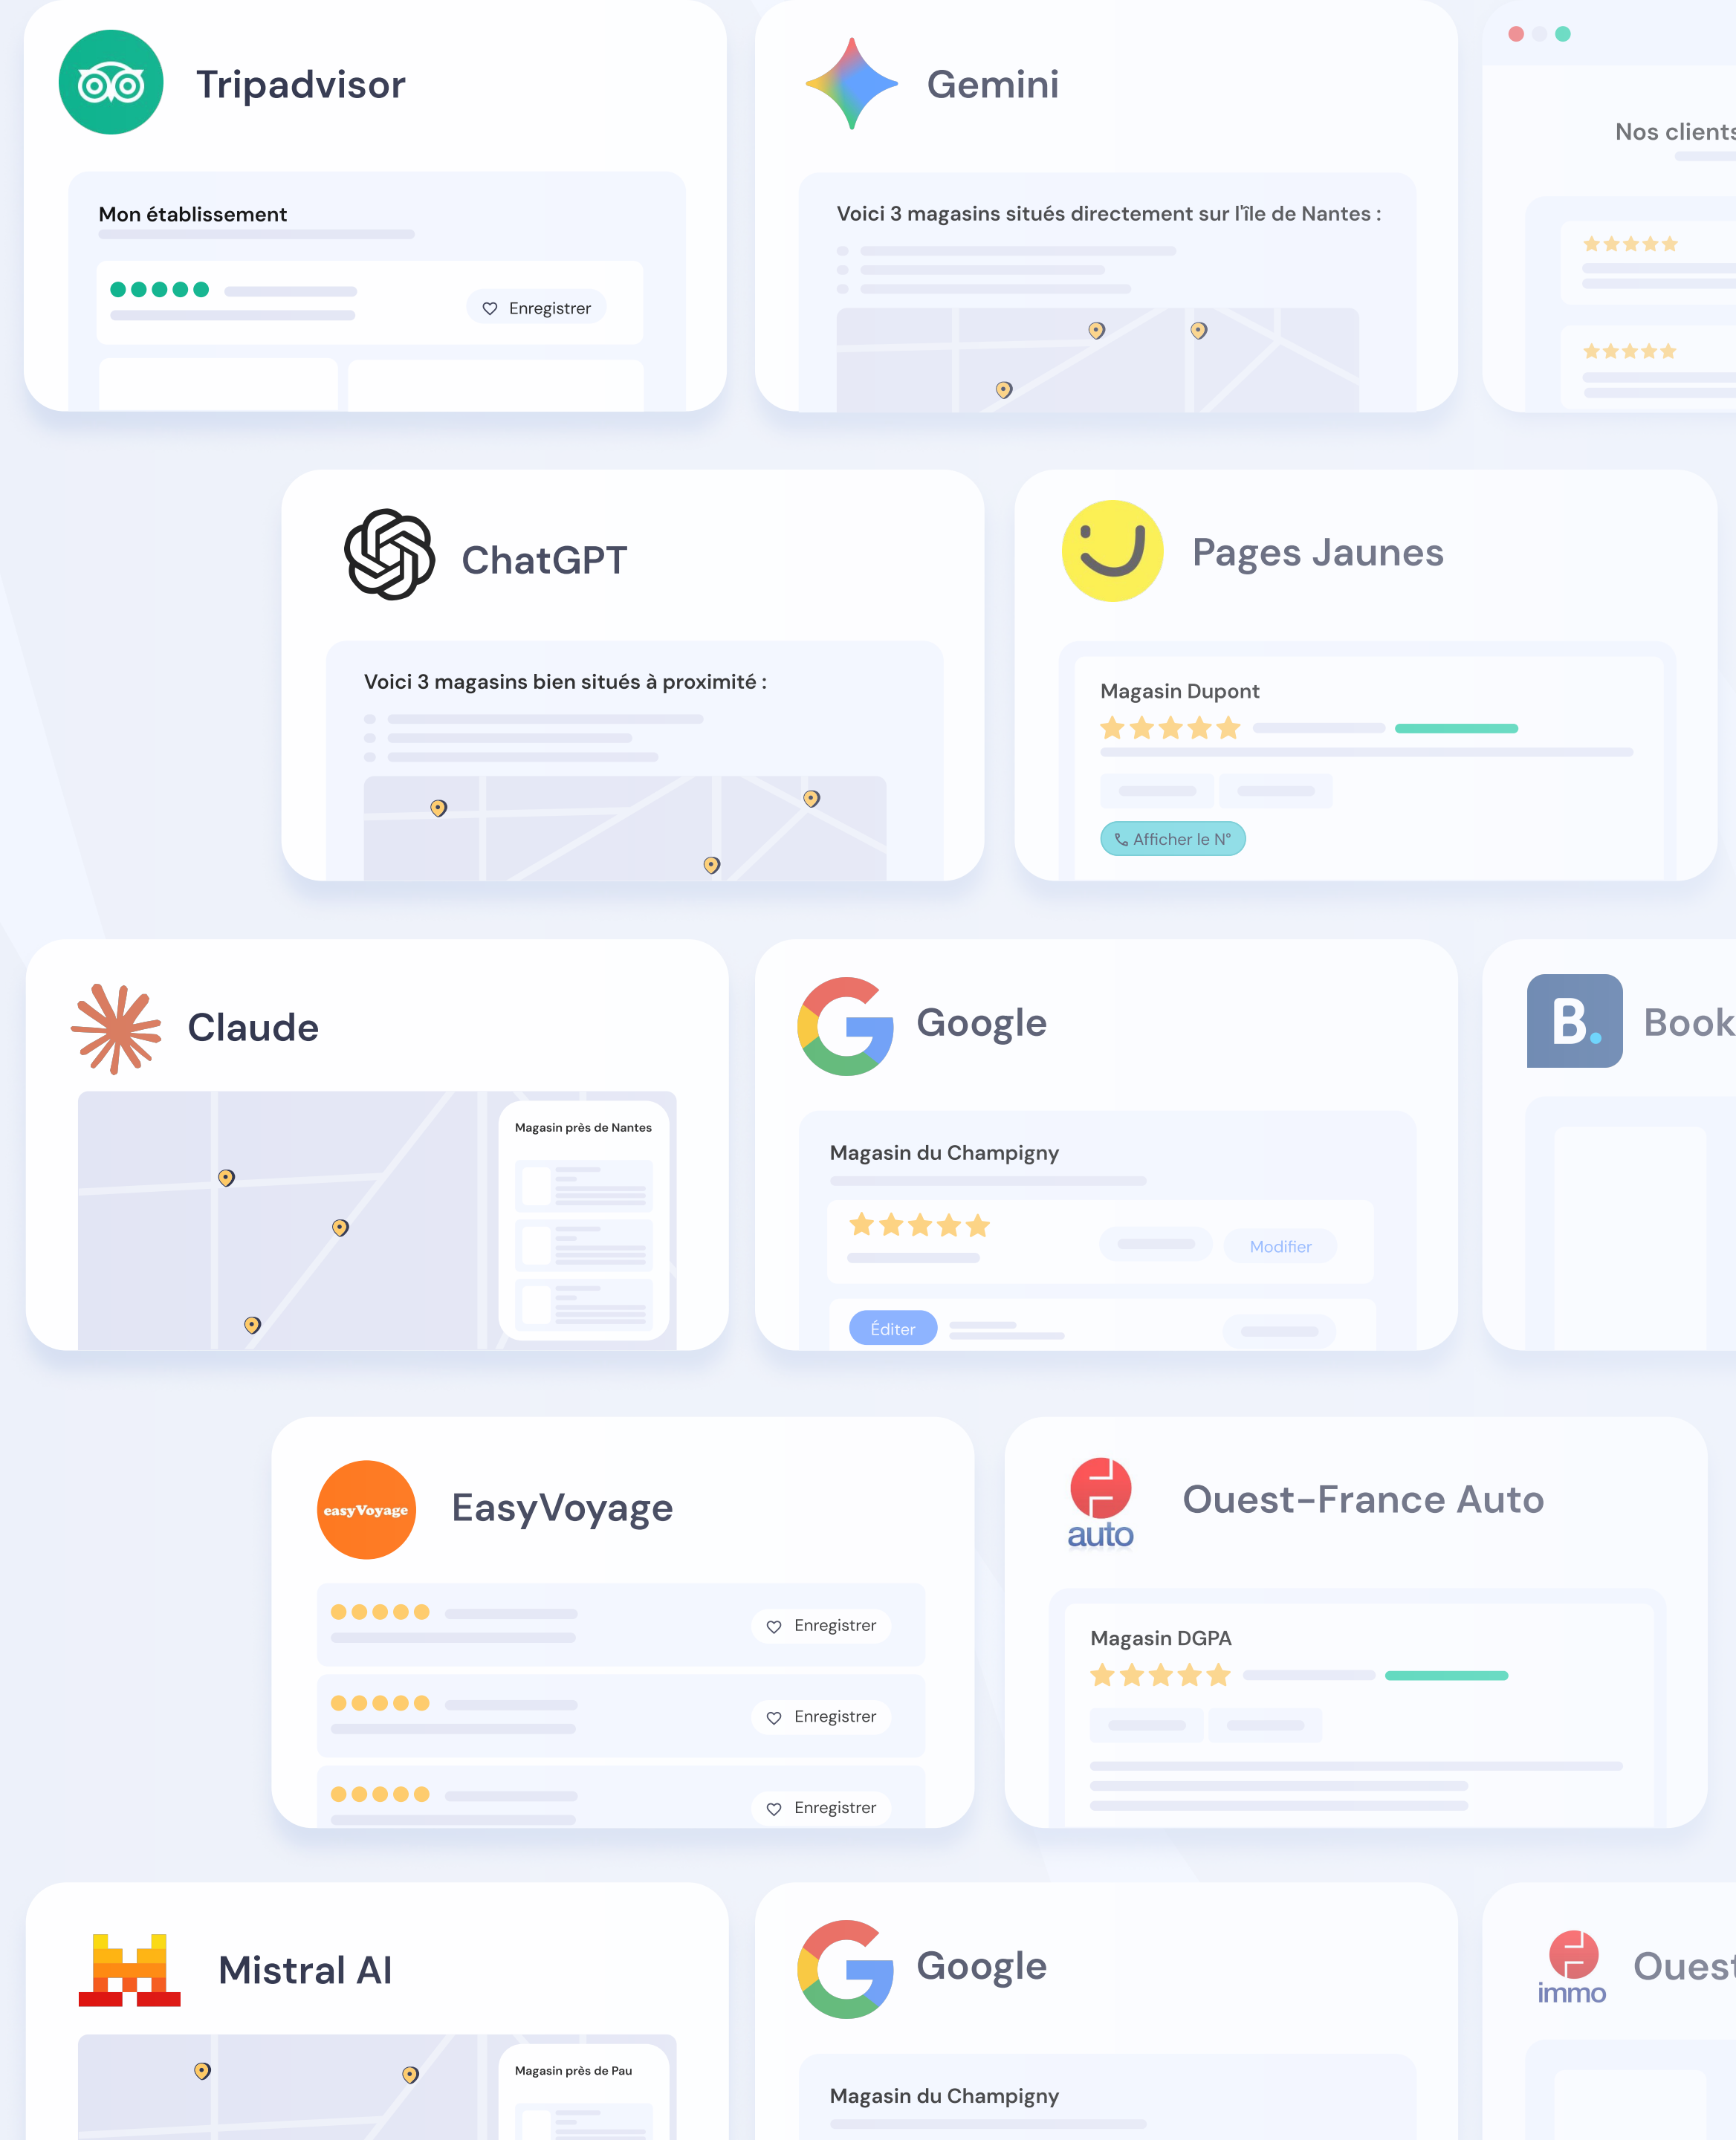 Tripadvisor
Mon établissement
Enregistrer
Gemini
Voici 3 magasins situés directement sur l'île de Nantes :
Nos clients
ChatGPT
Voici 3 magasins bien situés à proximité :
Pages Jaunes
Magasin Dupont
Afficher le N°
Claude
Magasin près de Nantes
Google
Magasin du Champigny
Modifier
Éditer
B.
Book
easyVoyage
EasyVoyage
Enregistrer
Enregistrer
Enregistrer
auto
Ouest-France Auto
Magasin DGPA
Mistral AI
Magasin près de Pau
Google
Magasin du Champigny
immo
Ouest